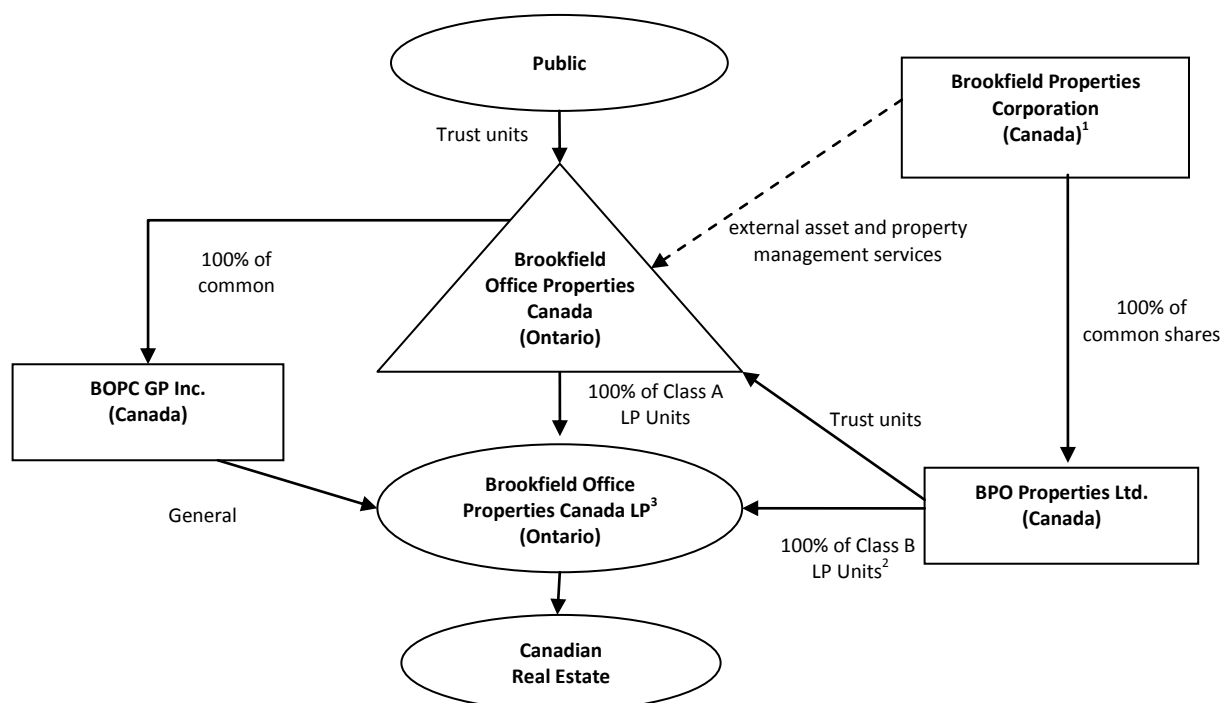 Public
Brookfield Properties
Corporation
(Canada)¹
Trust units
external asset and property
management services
100% of
common
Brookfield
Office Properties
Canada
(Ontario)
100% of
common shares
BOPC GP Inc.
(Canada)
100% of Class A
LP Units
Trust units
General
Brookfield Office
Properties Canada LP³
(Ontario)
BPO Properties Ltd.
(Canada)
100% of Class B
LP Units²
Canadian
Real Estate